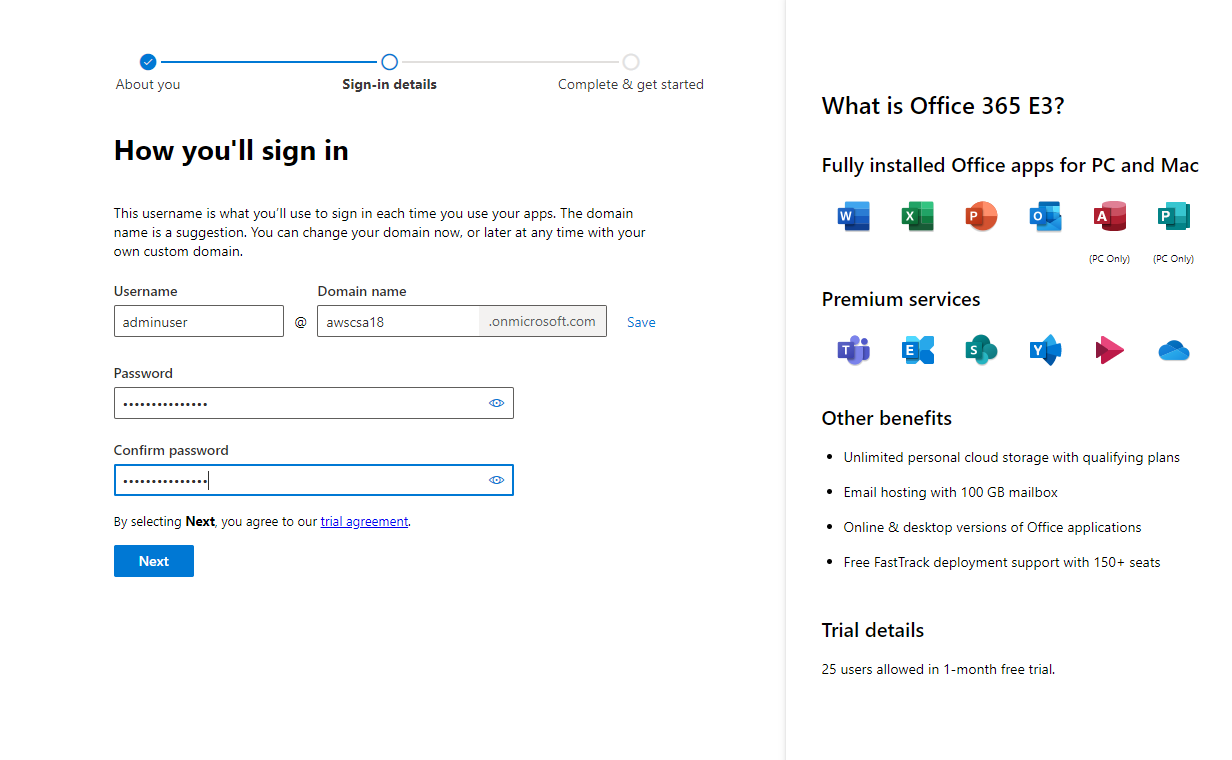 About you
Sign-in details
Complete & get started
How you'll sign in
This username is what you’ll use to sign in each time you use your apps. The domain
name is a suggestion. You can change your domain now, or later at any time with your
own custom domain.
Username
Domain name
adminuser
@
awscsa18
.onmicrosoft.com
Save
Password
•••••••••••••••
Confirm password
•••••••••••••••
By selecting Next, you agree to our trial agreement.
Next
What is Office 365 E3?
Fully installed Office apps for PC and Mac
W
X
P
O
A
P
(PC Only)
(PC Only)
Premium services
T
E
S
Y
Other benefits
• Unlimited personal cloud storage with qualifying plans
• Email hosting with 100 GB mailbox
• Online & desktop versions of Office applications
• Free FastTrack deployment support with 150+ seats
Trial details
25 users allowed in 1-month free trial.